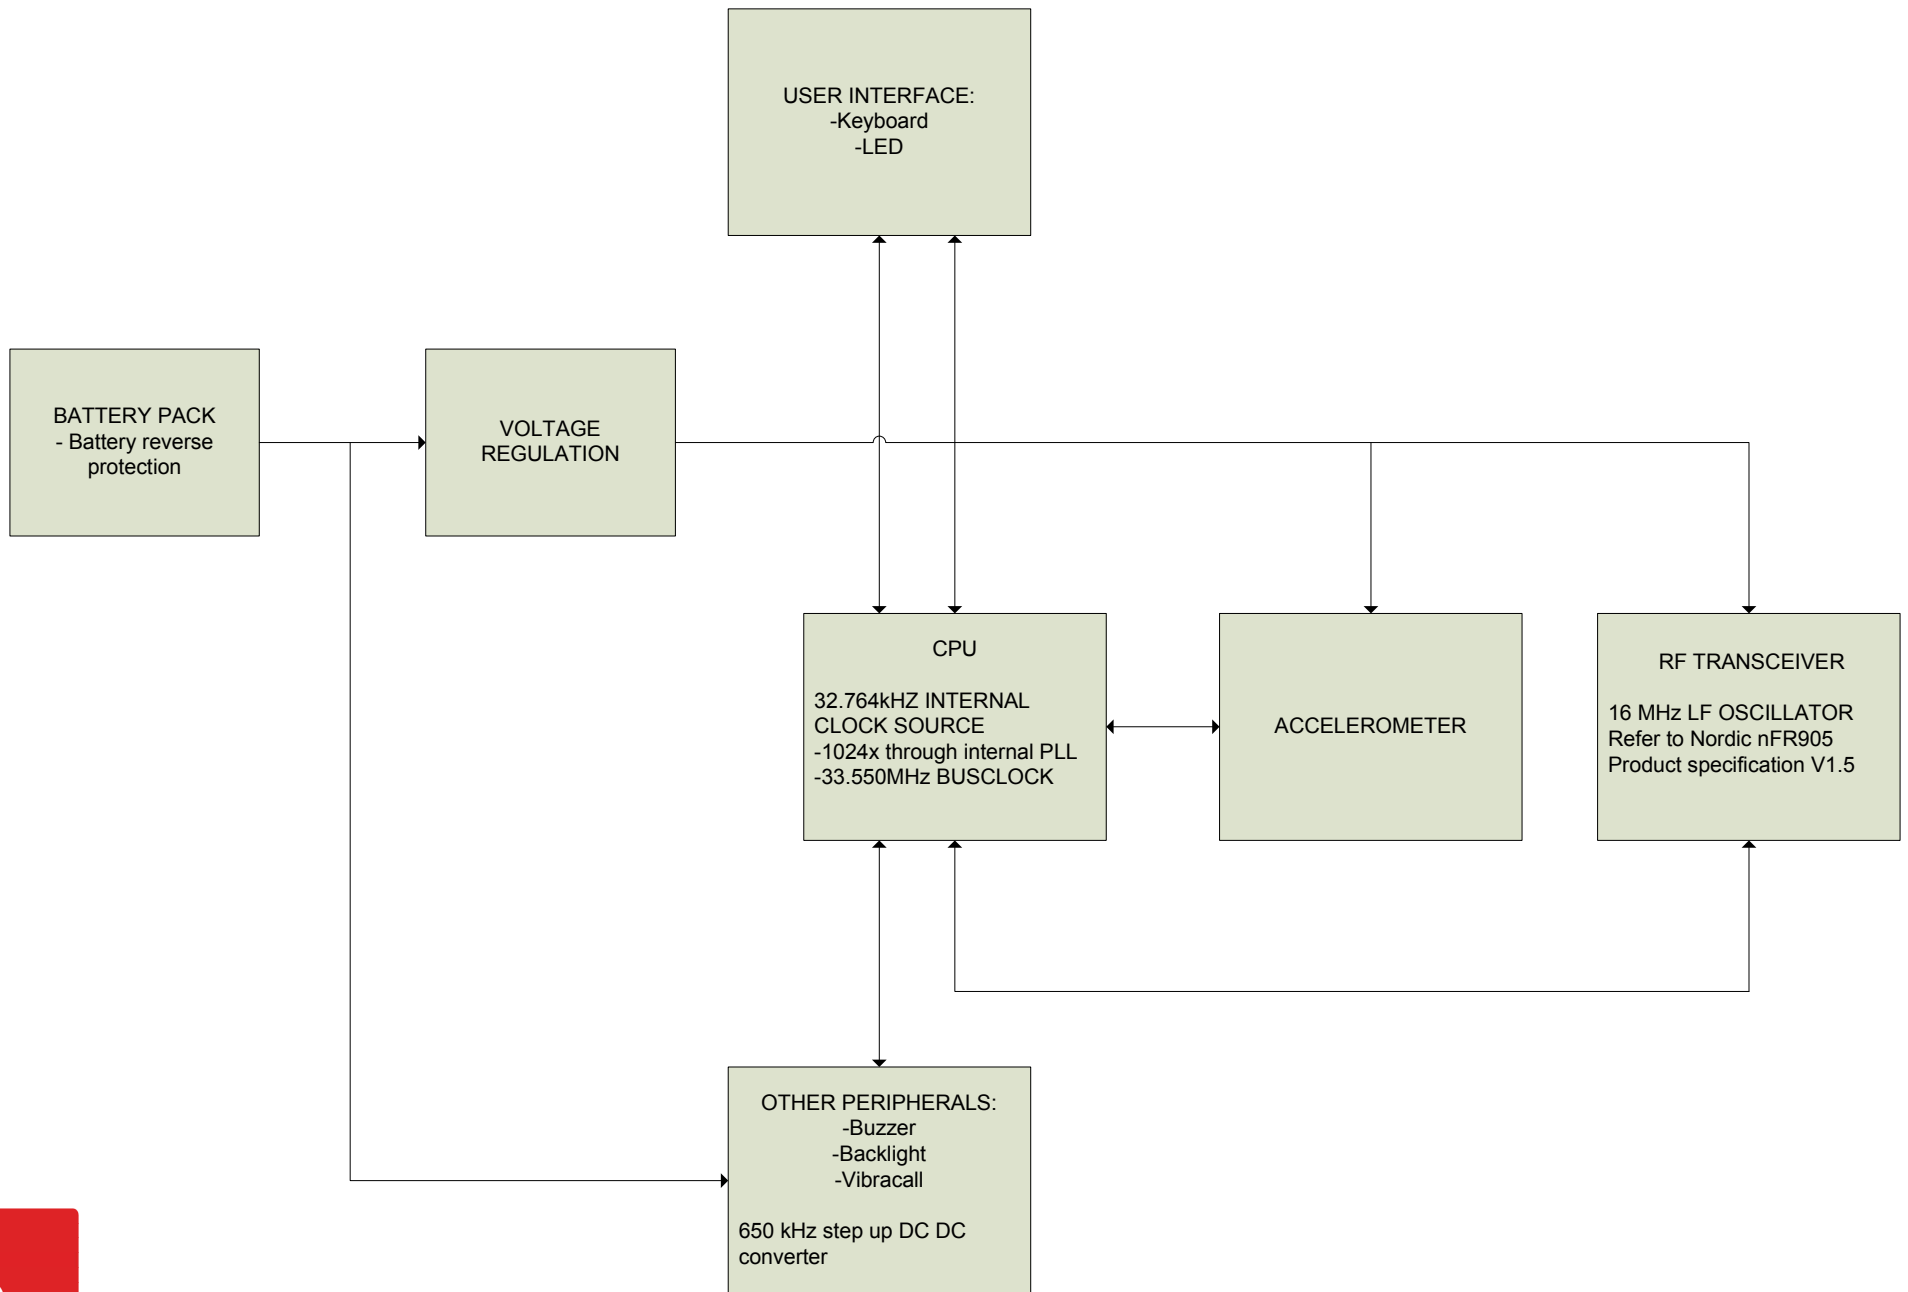 USER INTERFACE:
-Keyboard
-LED
BATTERY PACK
- Battery reverse
protection
VOLTAGE
REGULATION
CPU
32.764kHZ INTERNAL
CLOCK SOURCE
-1024x through internal PLL
-33.550MHz BUSCLOCK
ACCELEROMETER
RF TRANSCEIVER
16 MHz LF OSCILLATOR
Refer to Nordic nFR905
Product specification V1.5
OTHER PERIPHERALS:
-Buzzer
-Backlight
-Vibracall
650 kHz step up DC DC
converter